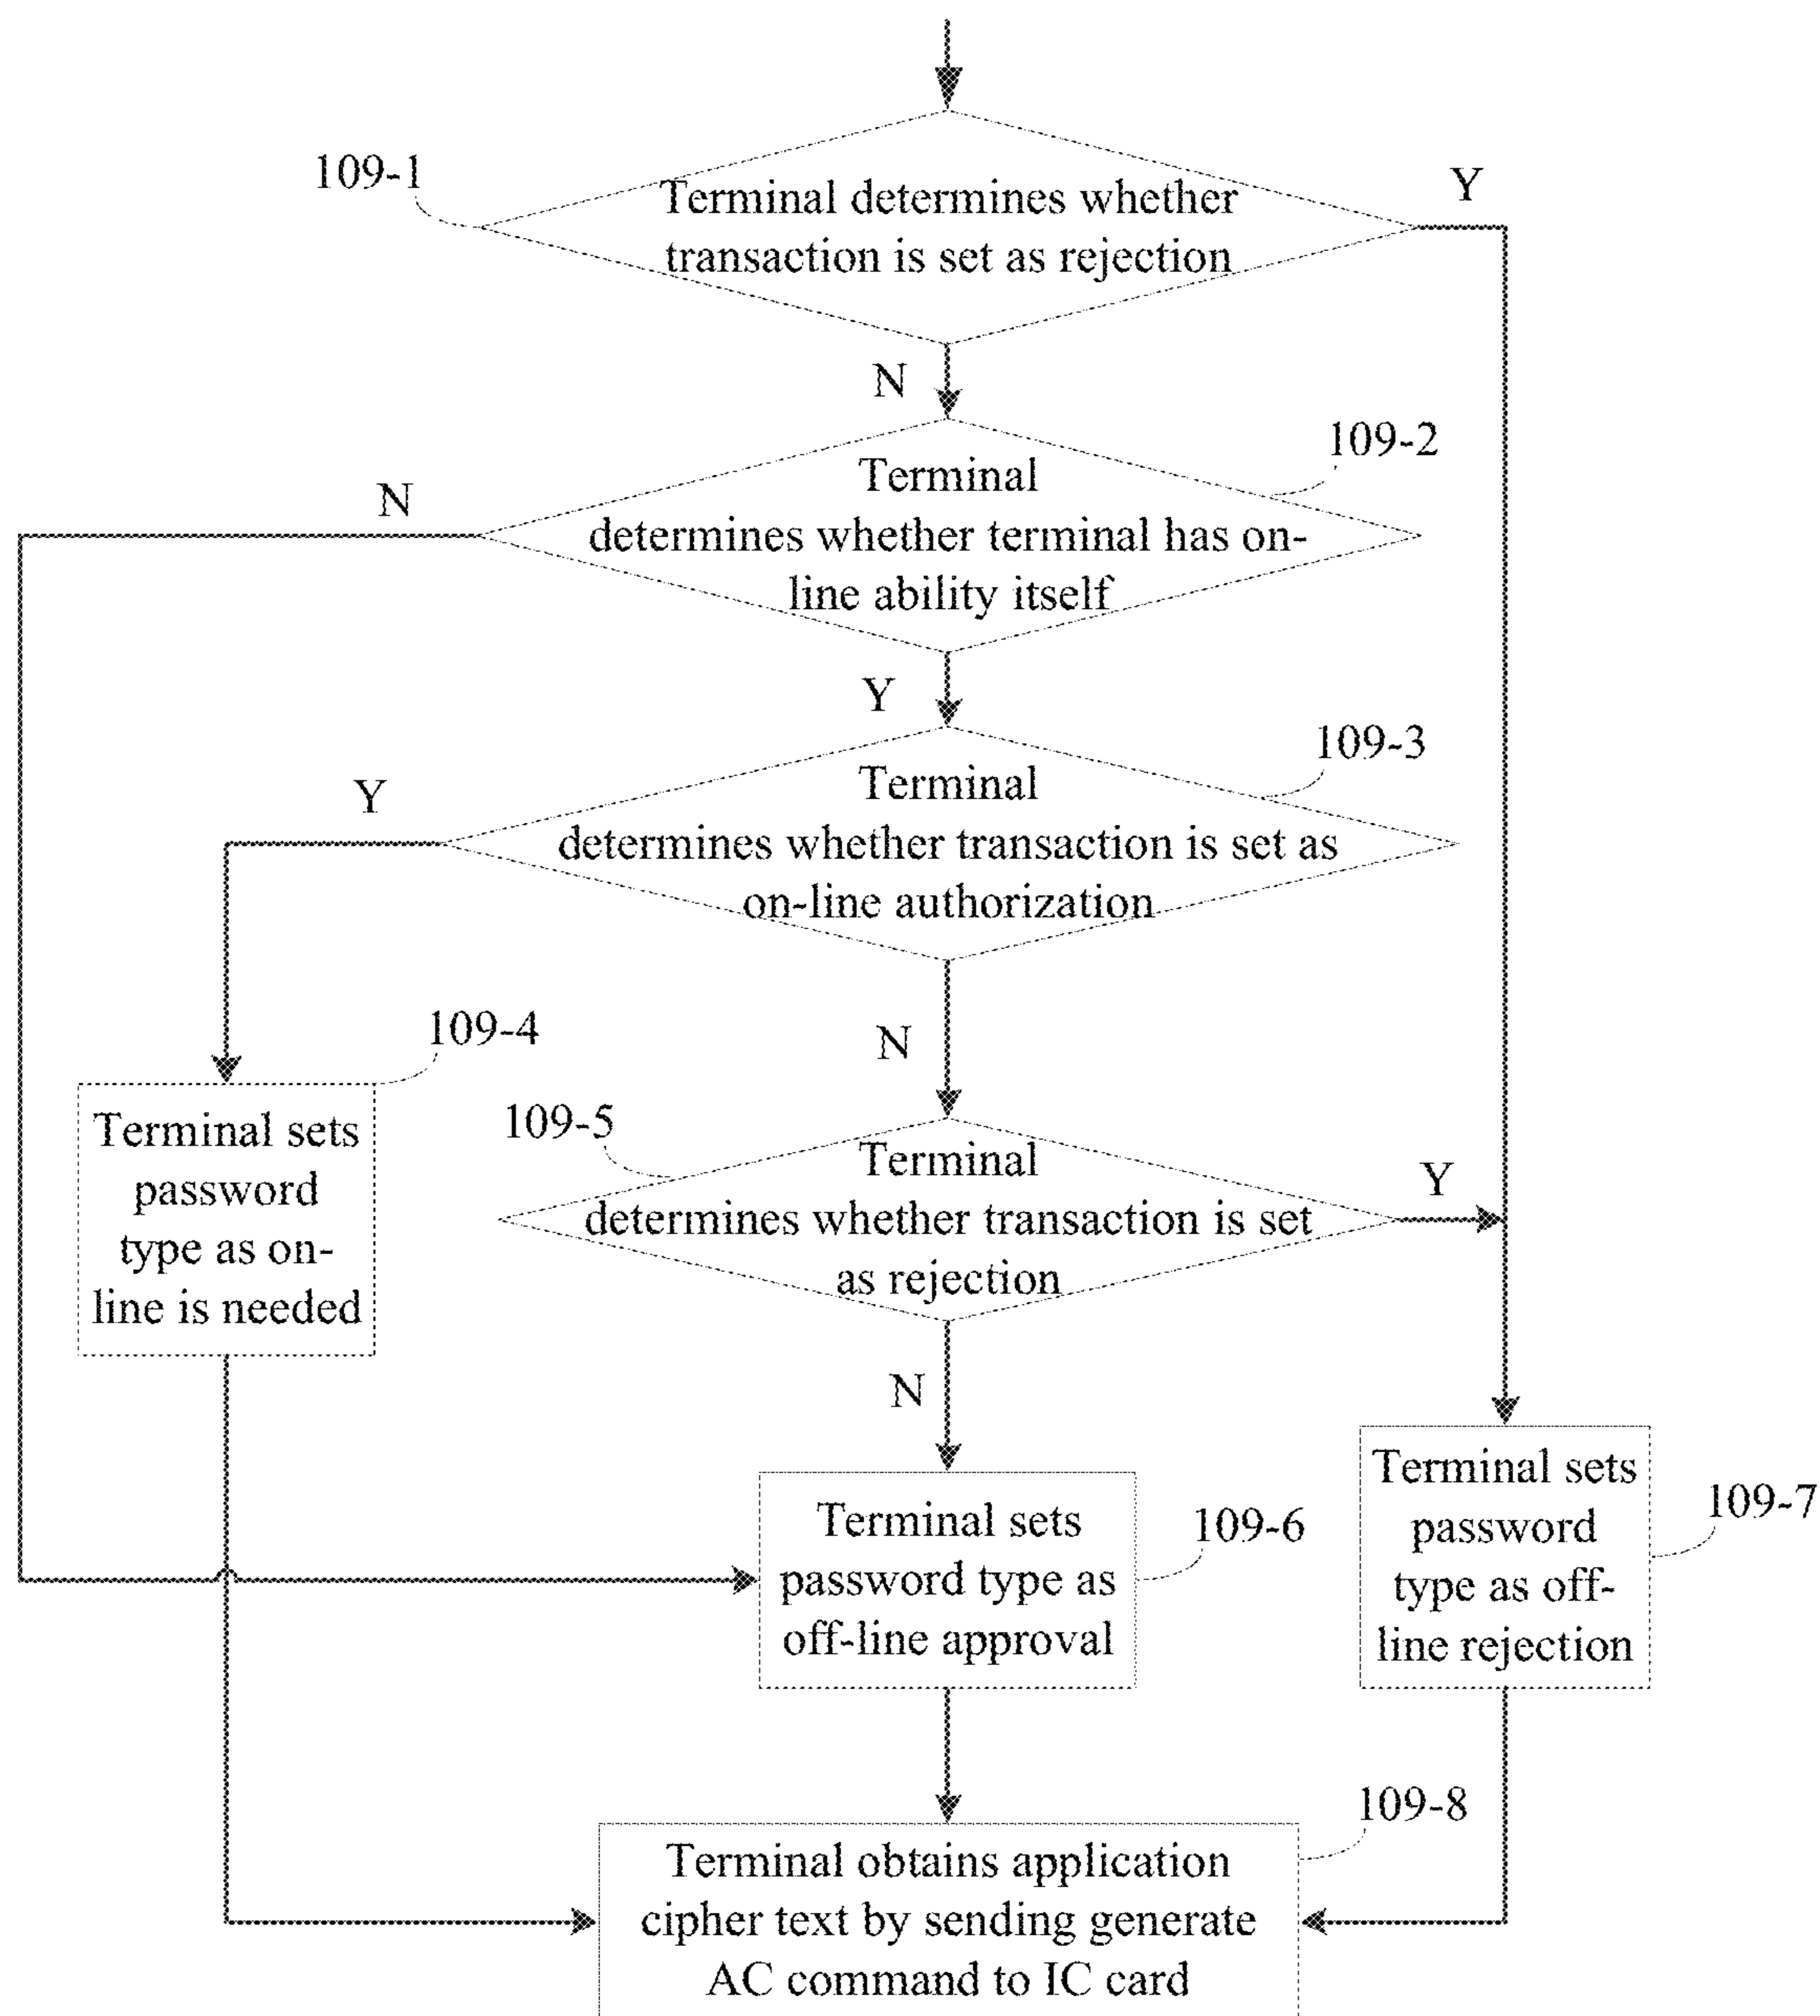 109-1
Terminal determines whether
transaction is set as rejection
Y
N
109-2
Terminal
determines whether terminal has on-
line ability itself
N
Y
109-3
Terminal
determines whether transaction is set as
on-line authorization
Y
N
109-4
Terminal sets
password
type as on-
line is needed
109-5
Terminal
determines whether transaction is set
as rejection
Y
N
Terminal sets
password type as
off-line approval
109-6
Terminal sets
password
type as off-
line rejection
109-7
109-8
Terminal obtains application
cipher text by sending generate
AC command to IC card